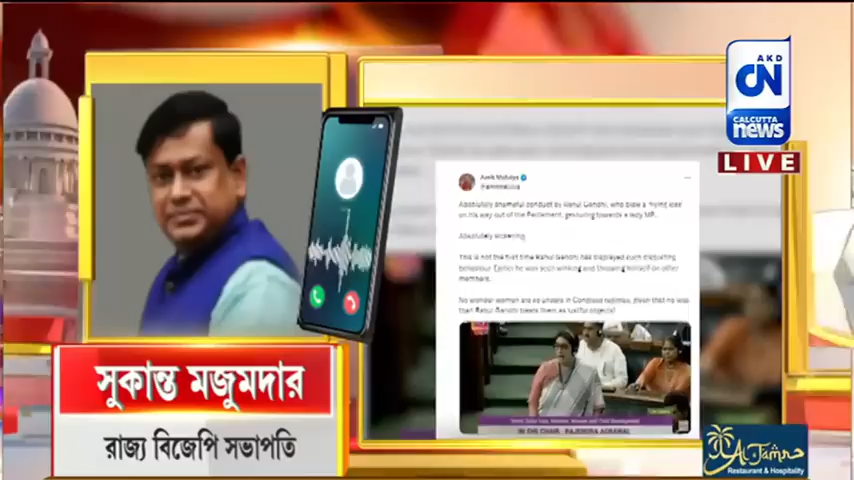 AKD
CN
CALCUTTA
news
LIVE
Absolutely shameful conduct by Rahul Gandhi, who blew a flying kiss
on his way out of the Parliament, gesturing towards a lady MP.
Absolutely sickening.
This is not the first time Rahul Gandhi has displayed such disgusting
behaviour. Earlier he was seen winking and throwing himself on other
members.
No wonder women are so unsafe in Congress regimes, given that no less
than Rahul Gandhi treats them as lustful objects!
IN THE CHAIR RAJENDRA AGRAWAL
সুকান্ত মজুমদার
রাজ্য বিজেপি সভাপতি
Al-Jamna
Restaurant & Hospitality